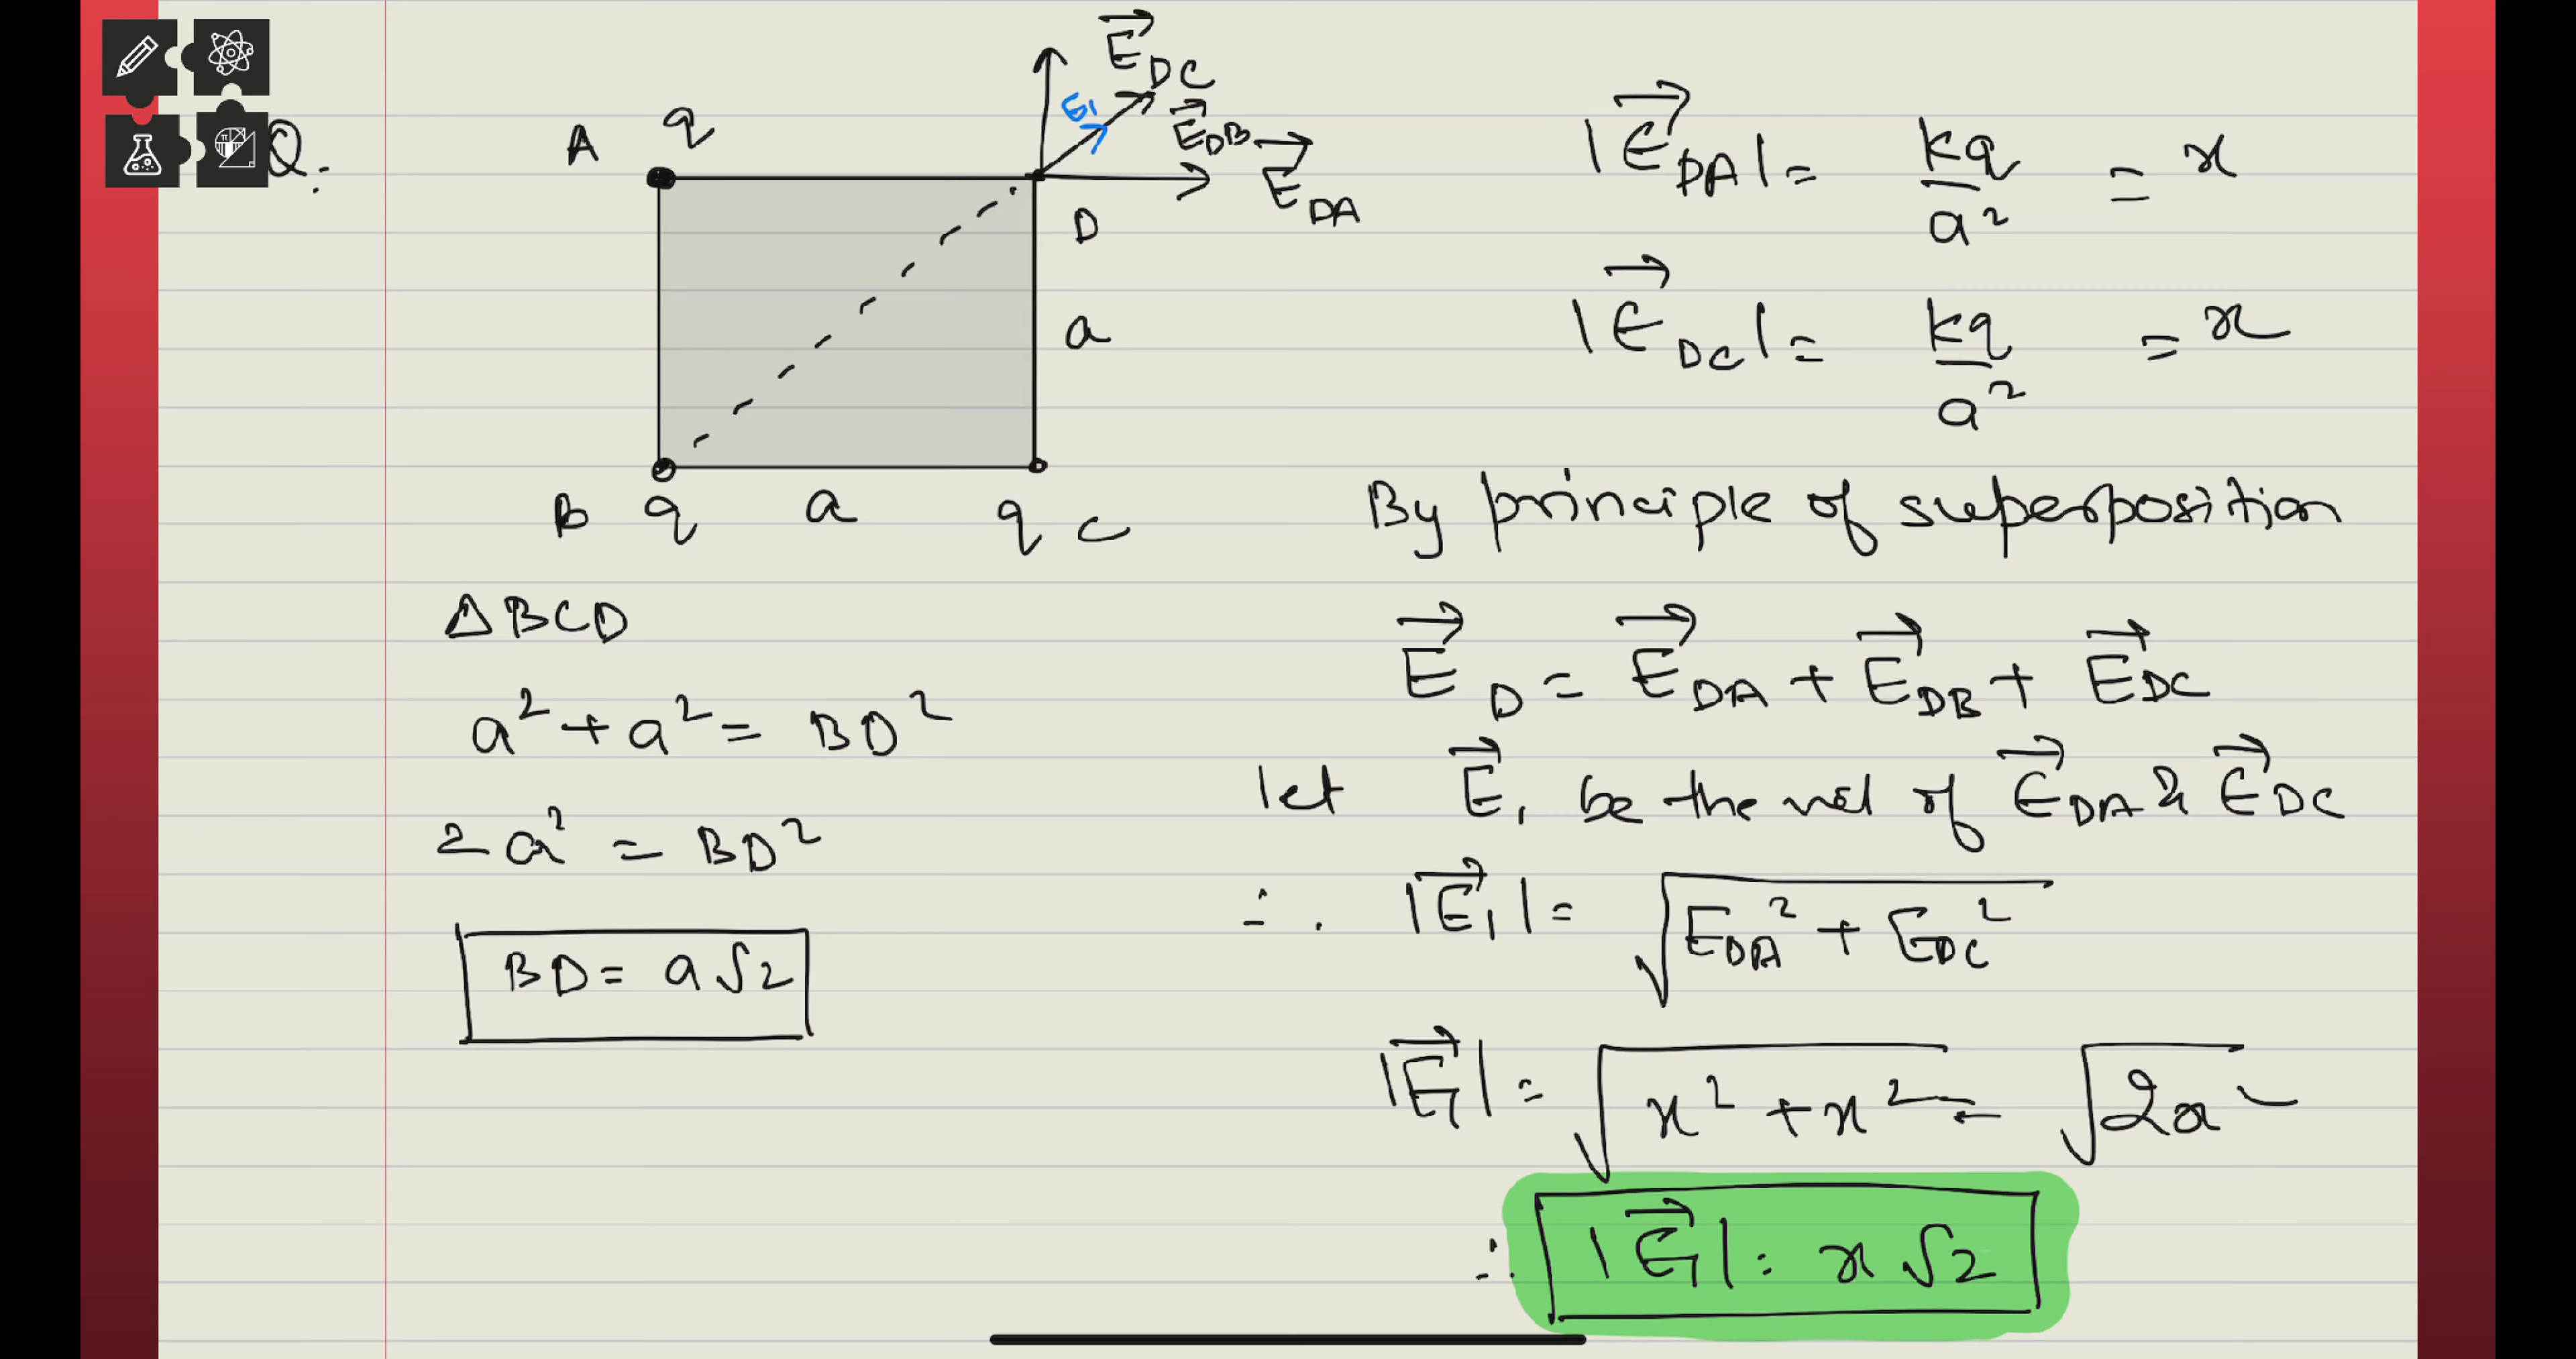 Q:
A q
E⃗DC
E1
E⃗DB
E⃗DA
D
a
B q a q C
ΔBCD
a² + a² = BD²
2a² = BD²
BD = a√2
|E⃗DA| = kq/a² = x
|E⃗DC| = kq/a² = x
By principle of superposition
E⃗D = E⃗DA + E⃗DB + E⃗DC
let E⃗1 be the of E⃗DA & E⃗DC
∴ |E⃗1| = √(EDA² + EDC²)
|E⃗1| = √(x² + x²) = √2x²
∴ |E⃗1| = x√2